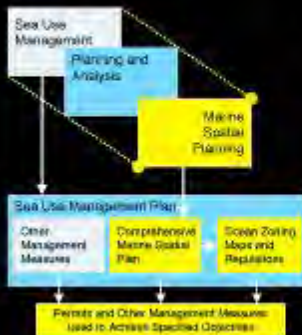 Sea Use
Management
Planning and
Analysis
Marine
Spatial
Planning
Sea Use Management Plan
Other
Management
Measures
Comprehensive
Marine Spatial
Plan
Ocean Zoning
Maps and
Regulations
Permits and Other Management Measures
used to Achieve Specified Objectives